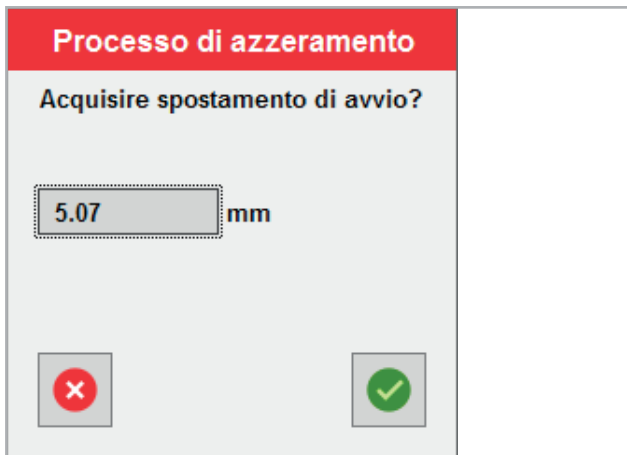 Processo di azzeramento
Acquisire spostamento di avvio?
5.07 mm